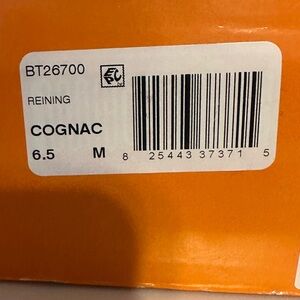 BT26700
REINING
COGNAC
6.5 M
8 25443 37371 5